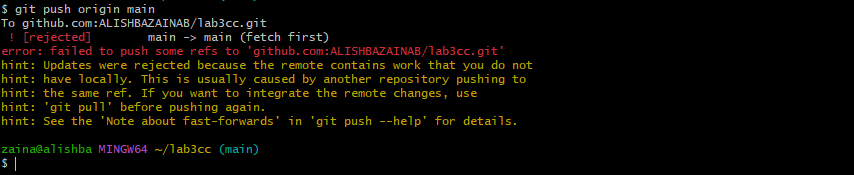 $ git push origin main
To github.com:ALISHBAZAINAB/lab3cc.git
 ! [rejected]        main -> main (fetch first)
error: failed to push some refs to 'github.com:ALISHBAZAINAB/lab3cc.git'
hint: Updates were rejected because the remote contains work that you do not
hint: have locally. This is usually caused by another repository pushing to
hint: the same ref. If you want to integrate the remote changes, use
hint: 'git pull' before pushing again.
hint: See the 'Note about fast-forwards' in 'git push --help' for details.
zaina@alishba MINGW64 ~/lab3cc (main)
$